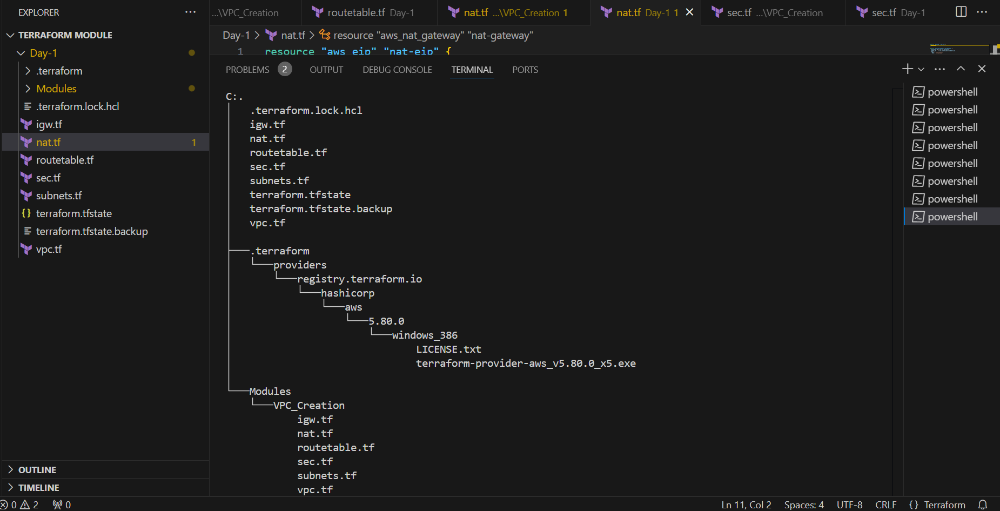 EXPLORER
TERRAFORM MODULE
Day-1
.terraform
Modules
.terraform.lock.hcl
igw.tf
nat.tf 1
routetable.tf
sec.tf
subnets.tf
{} terraform.tfstate
terraform.tfstate.backup
vpc.tf
OUTLINE
TIMELINE
...\VPC_Creation
routetable.tf Day-1
nat.tf ...\VPC_Creation 1
nat.tf Day-1 1
sec.tf ...\VPC_Creation
sec.tf Day-1
Day-1 > nat.tf > resource "aws_nat_gateway" "nat-gateway"
1 resource "aws_eip" "nat-eip" {
PROBLEMS 2 OUTPUT DEBUG CONSOLE TERMINAL PORTS
C:.
.terraform.lock.hcl
igw.tf
nat.tf
routetable.tf
sec.tf
subnets.tf
terraform.tfstate
terraform.tfstate.backup
vpc.tf
.terraform
providers
registry.terraform.io
hashicorp
aws
5.80.0
windows_386
LICENSE.txt
terraform-provider-aws_v5.80.0_x5.exe
Modules
VPC_Creation
igw.tf
nat.tf
routetable.tf
sec.tf
subnets.tf
vpc.tf
powershell
powershell
powershell
powershell
powershell
powershell
powershell
powershell
0 2 0
Ln 11, Col 2 Spaces: 4 UTF-8 CRLF {} Terraform